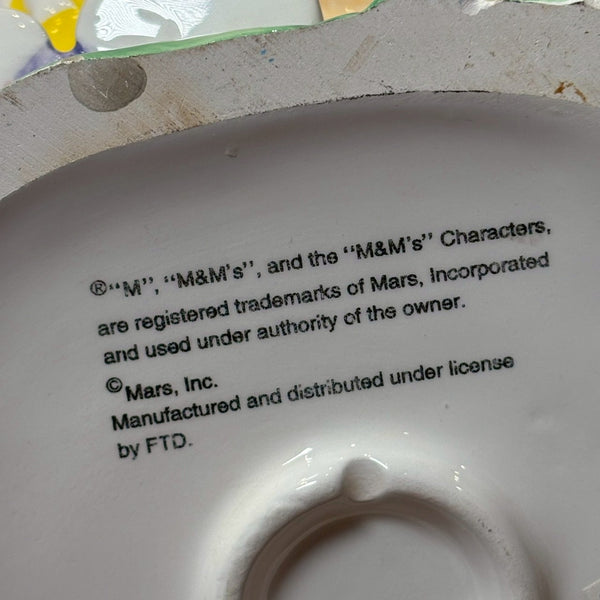 ®“M”, “M&M's”, and the “M&M's” Characters,
are registered trademarks of Mars, Incorporated
and used under authority of the owner.
© Mars, Inc.
Manufactured and distributed under license
by FTD.